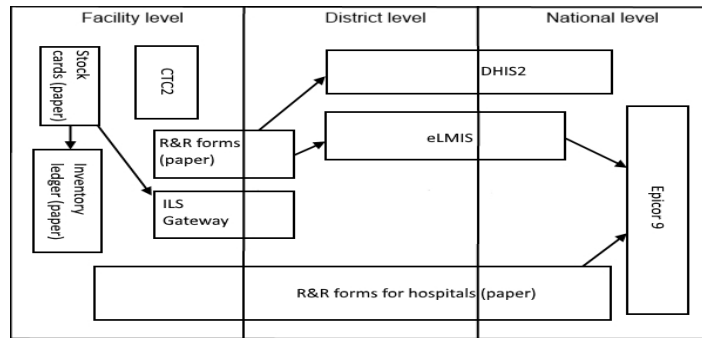 Facility level
District level
National level
Stock
cards (paper)
CTC2
DHIS2
R&R forms
(paper)
eLMIS
Inventory
ledger (paper)
ILS
Gateway
Epicor 9
R&R forms for hospitals (paper)